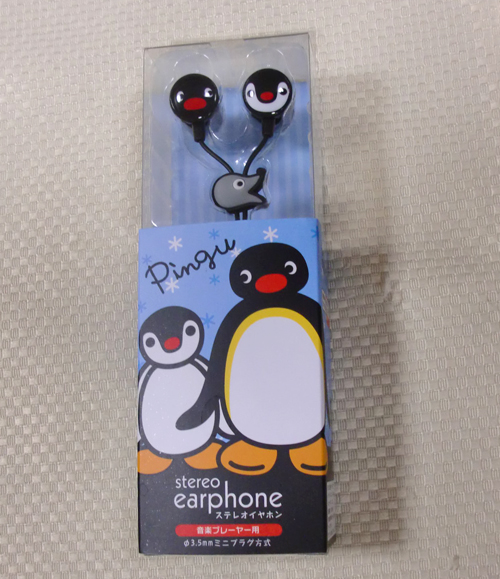 Pingu
stereo
earphone
ステレオイヤホン
音楽プレーヤー用
φ3.5mmミニプラグ方式